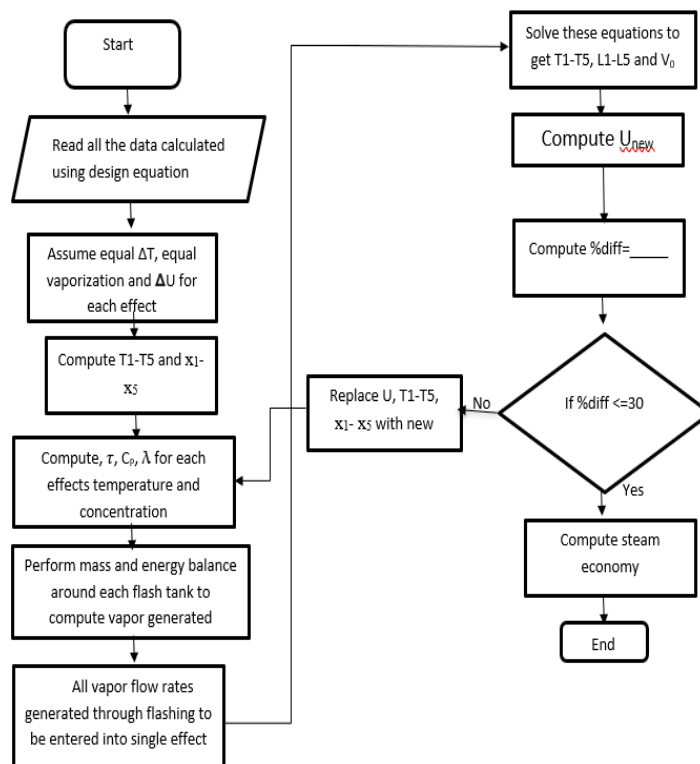 Start
Read all the data calculated
using design equation
Assume equal ΔT, equal
vaporization and ΔU for
each effect
Compute T1-T5 and x1-
x5
Compute, τ, Cₚ, λ for each
effects temperature and
concentration
Perform mass and energy balance
around each flash tank to
compute vapor generated
All vapor flow rates
generated through flashing to
be entered into single effect
Solve these equations to
get T1-T5, L1-L5 and V₀
Compute Unew
Compute %diff=_____
If %diff <=30
No
Replace U, T1-T5,
x1- x5 with new
Yes
Compute steam
economy
End